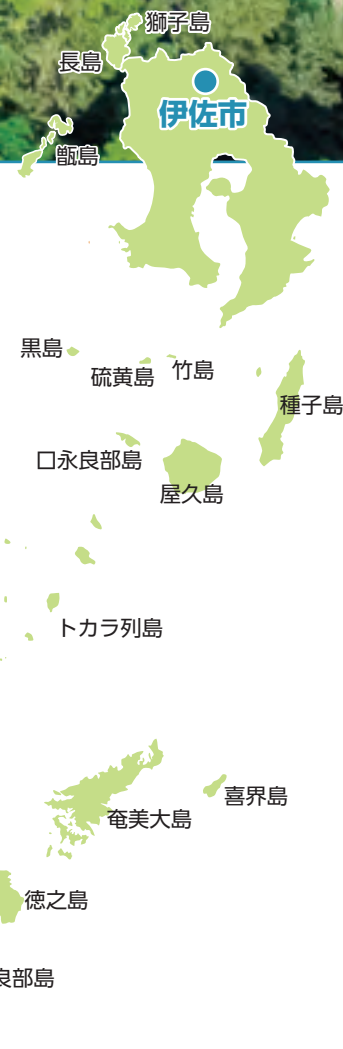 獅子島
長島
伊佐市
甑島
黒島
硫黄島
竹島
種子島
口永良部島
屋久島
トカラ列島
喜界島
奄美大島
徳之島
良部島